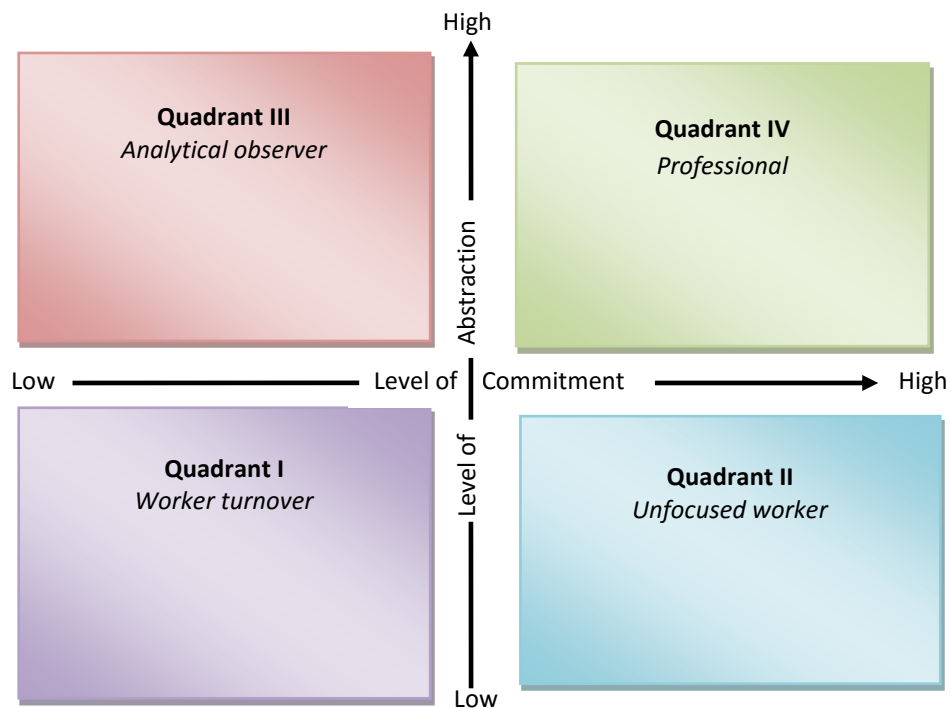 High
Quadrant III
Analytical observer
Quadrant IV
Professional
Abstraction
Low
Level of
Commitment
High
Level of
Quadrant I
Worker turnover
Quadrant II
Unfocused worker
Low